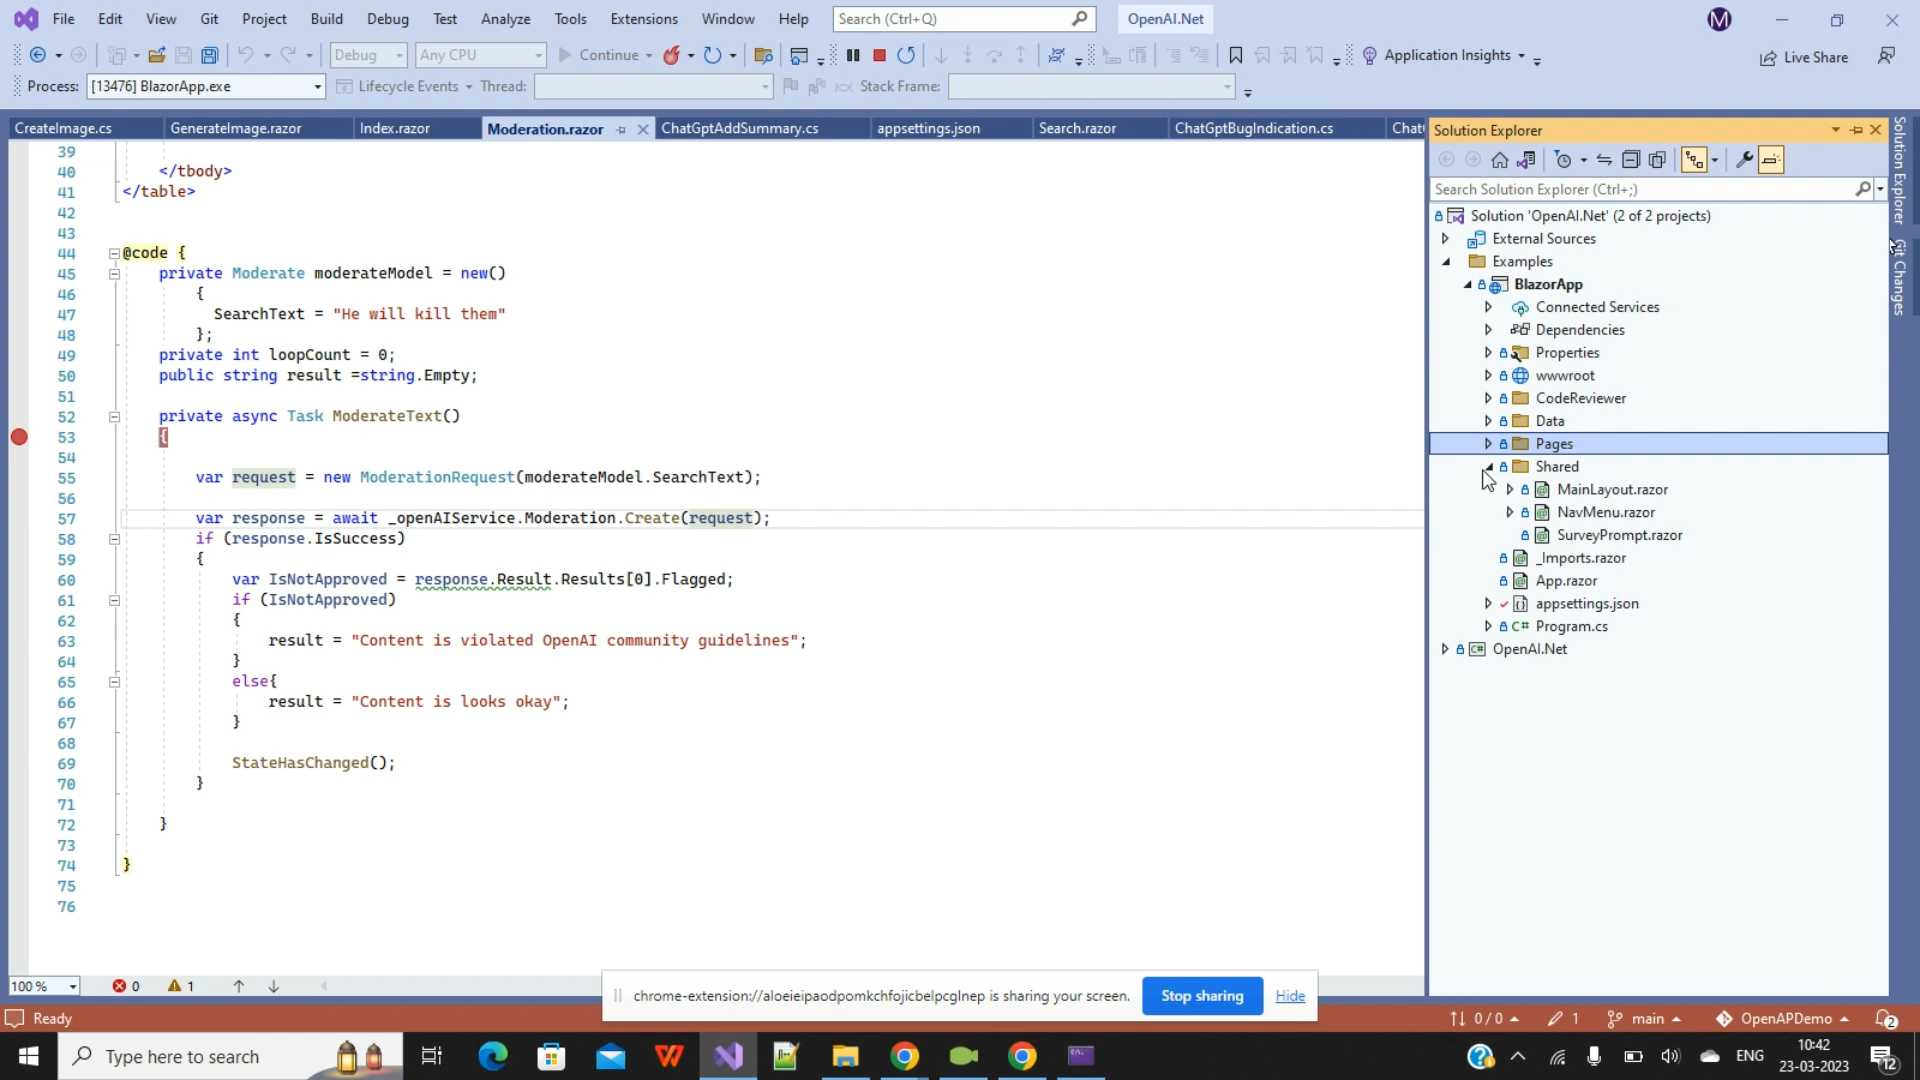 File Edit View Git Project Build Debug Test Analyze Tools Extensions Window Help Search (Ctrl+Q) OpenAI.Net M
Debug Any CPU Continue Application Insights Live Share
Process: [13476] BlazorApp.exe Lifecycle Events Thread: Stack Frame:
CreateImage.cs GenerateImage.razor Index.razor Moderation.razor ChatGptAddSummary.cs appsettings.json Search.razor ChatGptBugIndication.cs Chat
39
40 </tbody>
41 </table>
42
43
44 @code {
45 private Moderate moderateModel = new()
46 {
47 SearchText = "He will kill them"
48 };
49 private int loopCount = 0;
50 public string result =string.Empty;
51
52 private async Task ModerateText()
53 {
54
55 var request = new ModerationRequest(moderateModel.SearchText);
56
57 var response = await _openAIService.Moderation.Create(request);
58 if (response.IsSuccess)
59 {
60 var IsNotApproved = response.Result.Results[0].Flagged;
61 if (IsNotApproved)
62 {
63 result = "Content is violated OpenAI community guidelines";
64 }
65 else{
66 result = "Content is looks okay";
67 }
68
69 StateHasChanged();
70 }
71
72 }
73
74 }
75
76
Solution Explorer
Search Solution Explorer (Ctrl+;)
Solution 'OpenAI.Net' (2 of 2 projects)
External Sources
Examples
BlazorApp
Connected Services
Dependencies
Properties
wwwroot
CodeReviewer
Data
Pages
Shared
MainLayout.razor
NavMenu.razor
SurveyPrompt.razor
_Imports.razor
App.razor
appsettings.json
C# Program.cs
C# OpenAI.Net
Solution Explorer
Git Changes
100 % 0 1
chrome-extension://aloeieipaodpomkchfojicbelpcglnep is sharing your screen. Stop sharing Hide
Ready 0 / 0 1 main OpenAPDemo 2
Type here to search ENG 10:42
23-03-2023
12